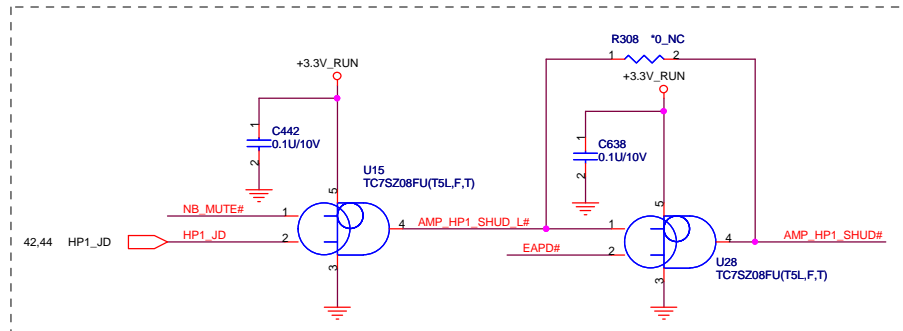 R308 *0_NC
1 2
+3.3V_RUN
+3.3V_RUN
1
C442
0.1U/10V
2
1
C638
0.1U/10V
2
U15
TC7SZ08FU(T5L,F,T)
5
5
NB_MUTE# 1
4 AMP_HP1_SHUD_L# 1
42,44 HP1_JD HP1_JD 2
EAPD# 2
4 AMP_HP1_SHUD#
3
3
U28
TC7SZ08FU(T5L,F,T)